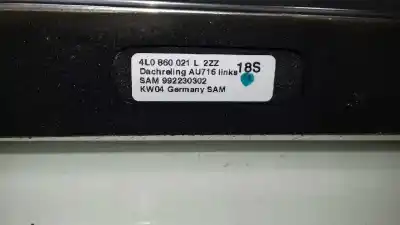 4L0 860 021 L 2ZZ
Dachreling AU716 links 18S
SAM 992230302
KW04 Germany SAM